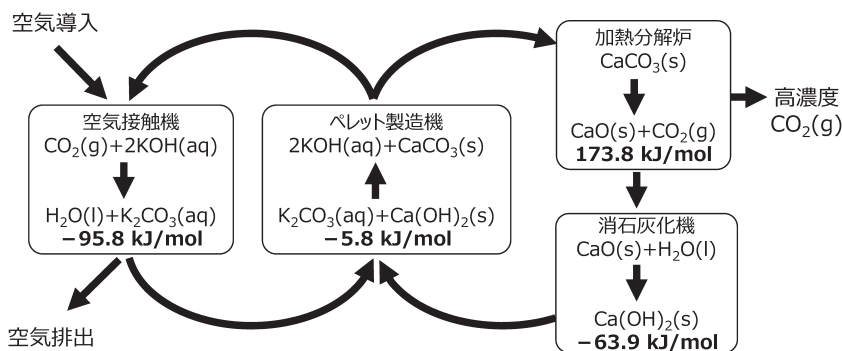 空気導入
空気接触機
CO₂(g)+2KOH(aq)
H₂O(l)+K₂CO₃(aq)
−95.8 kJ/mol
空気排出
ペレット製造機
2KOH(aq)+CaCO₃(s)
K₂CO₃(aq)+Ca(OH)₂(s)
−5.8 kJ/mol
加熱分解炉
CaCO₃(s)
CaO(s)+CO₂(g)
173.8 kJ/mol
高濃度
CO₂(g)
消石灰化機
CaO(s)+H₂O(l)
Ca(OH)₂(s)
−63.9 kJ/mol